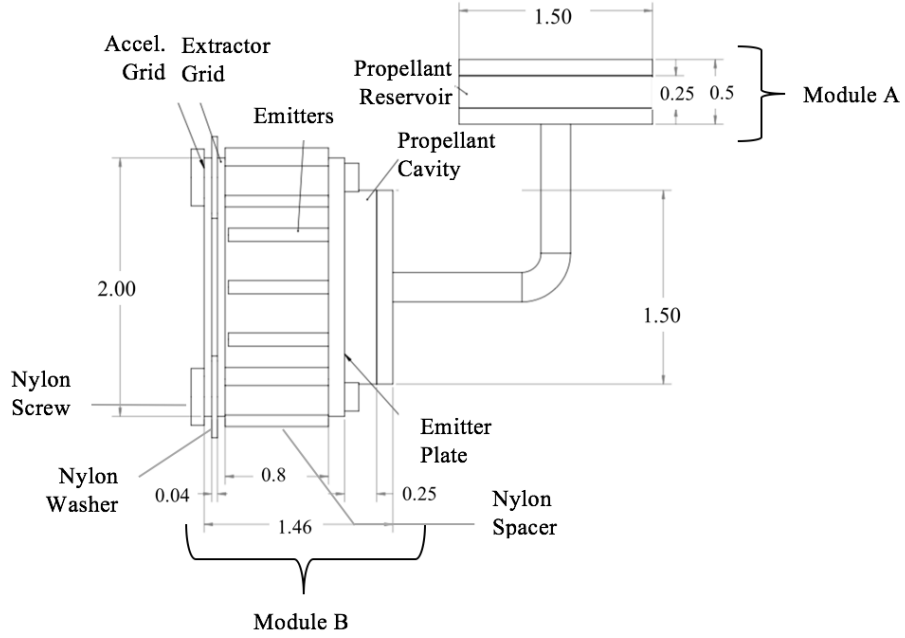 1.50
Accel.
Grid
Extractor
Grid
Propellant
Reservoir
0.25
0.5
Module A
Emitters
Propellant
Cavity
2.00
1.50
Nylon
Screw
Emitter
Plate
Nylon
Washer
0.8
0.04
0.25
Nylon
Spacer
1.46
Module B